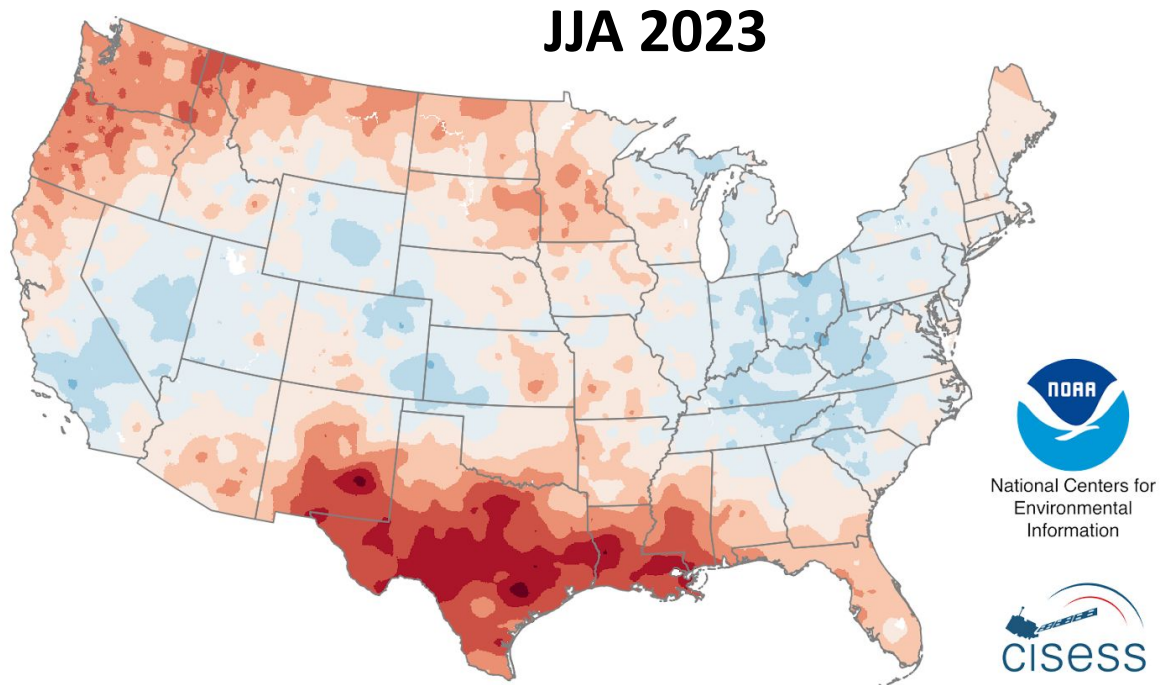 JJA 2023
NOAA
National Centers for
Environmental
Information
cisess